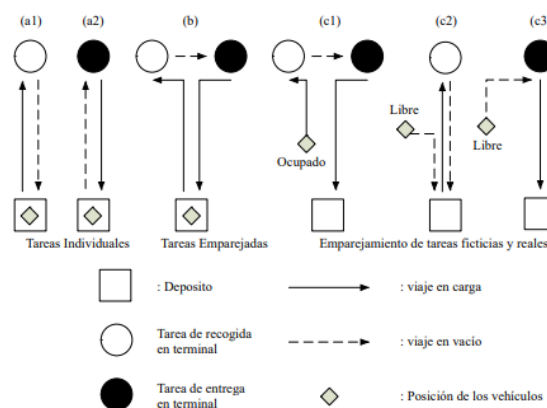 (a1) (a2) (b) (c1) (c2) (c3
Libre
Ocupado
Libre
Tareas Individuales Tareas Emparejadas Emparejamiento de tareas ficticias y reales
: Deposito : viaje en carga
Tarea de recogida
en terminal
: viaje en vacío
Tarea de entrega
en terminal
: Posición de los vehículos